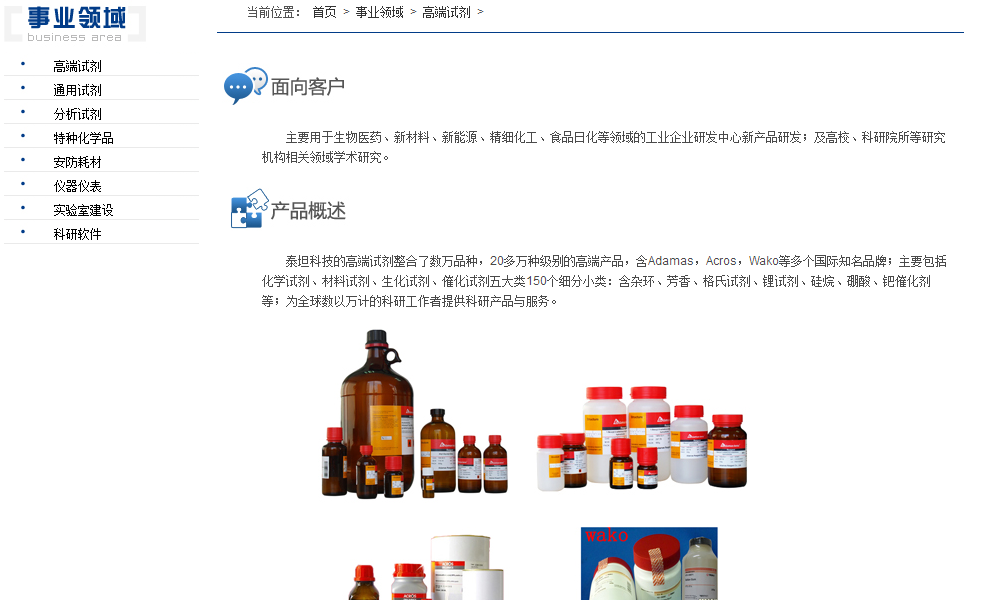 事业领域
business area
当前位置： 首页 > 事业领域 > 高端试剂 >
高端试剂
通用试剂
分析试剂
特种化学品
安防耗材
仪器仪表
实验室建设
科研软件
面向客户
主要用于生物医药、新材料、新能源、精细化工、食品日化等领域的工业企业研发中心新产品研发；及高校、科研院所等研究
机构相关领域学术研究。
产品概述
泰坦科技的高端试剂整合了数万品种，20多万种级别的高端产品，含Adamas，Acros，Wako等多个国际知名品牌；主要包括
化学试剂、材料试剂、生化试剂、催化试剂五大类150个细分小类：含杂环、芳香、格氏试剂、锂试剂、硅烷、硼酸、钯催化剂
等；为全球数以万计的科研工作者提供科研产品与服务。
wako